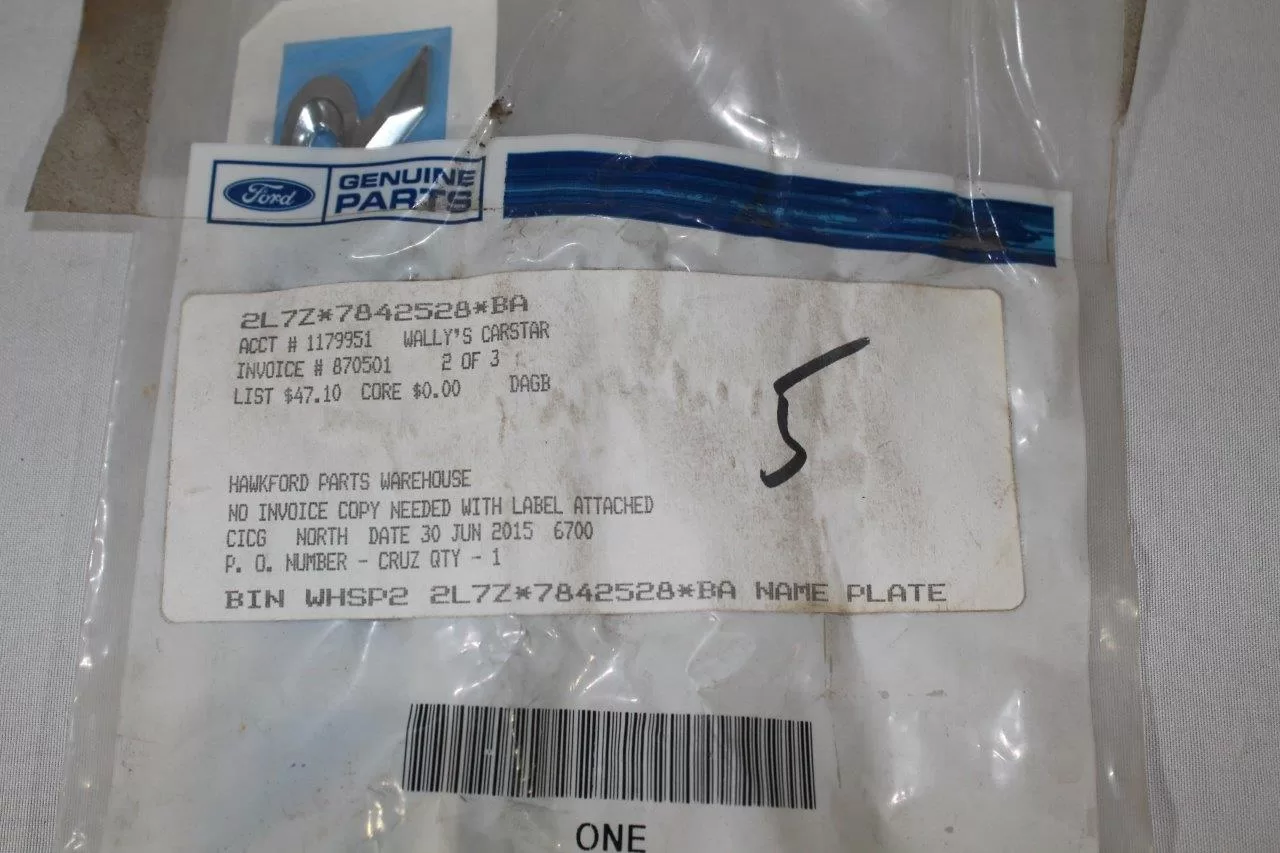 Ford GENUINE
PARTS
2L7Z*7842528*BA
ACCT # 1179951 WALLY'S CARSTAR
INVOICE # 870501 2 OF 3
LIST $47.10 CORE $0.00 DAGB
5
HAWKFORD PARTS WAREHOUSE
NO INVOICE COPY NEEDED WITH LABEL ATTACHED
CICG NORTH DATE 30 JUN 2015 6700
P. O. NUMBER - CRUZ QTY - 1
BIN WHSP2 2L7Z*7842528*BA NAME PLATE
ONE